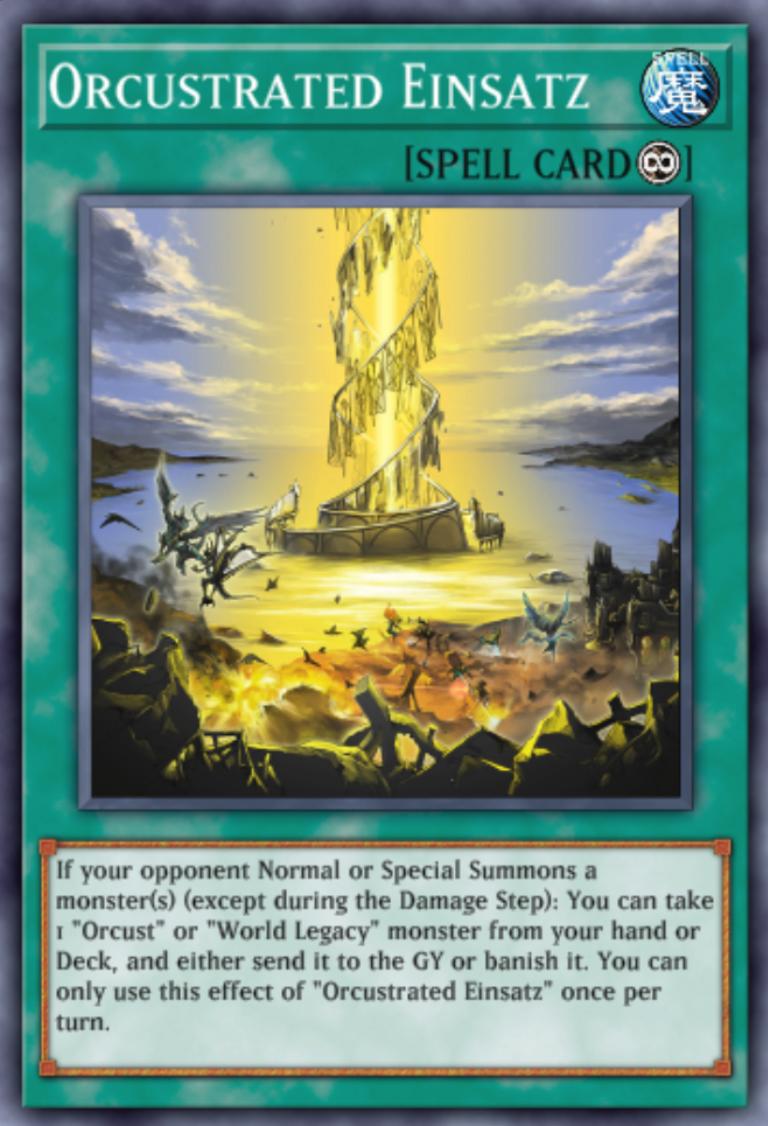 ORCUSTRATED EINSATZ
SPELL
魔
[SPELL CARD ]
If your opponent Normal or Special Summons a
monster(s) (except during the Damage Step): You can take
1 "Orcust" or "World Legacy" monster from your hand or
Deck, and either send it to the GY or banish it. You can
only use this effect of "Orcustrated Einsatz" once per
turn.